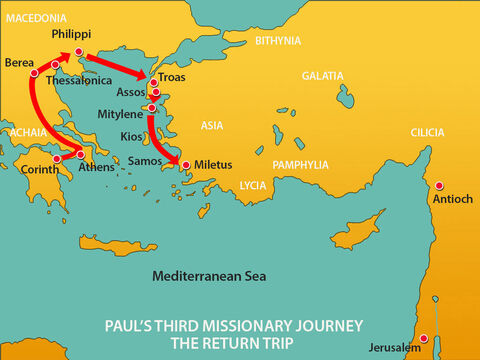 MACEDONIA
Philippi
BITHYNIA
Berea
Thessalonica
Troas
GALATIA
Assos
Mitylene
ASIA
ACHAIA
Kios
CILICIA
Samos
Miletus
PAMPHYLIA
Corinth
Athens
LYCIA
Antioch
Mediterranean Sea
PAUL'S THIRD MISSIONARY JOURNEY
THE RETURN TRIP
Jerusalem